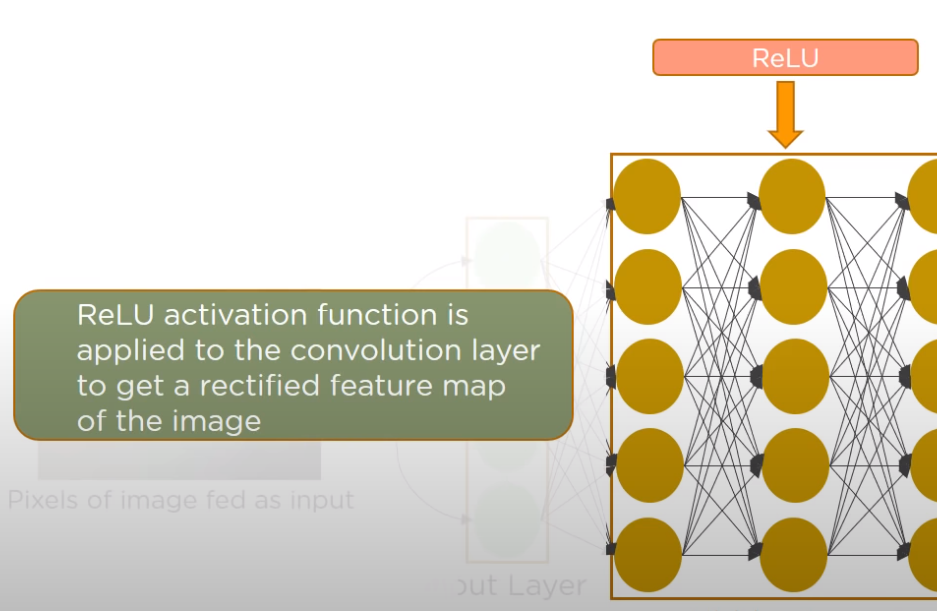 ReLU
ReLU activation function is
applied to the convolution layer
to get a rectified feature map
of the image
Pixels of image fed as input
Layer